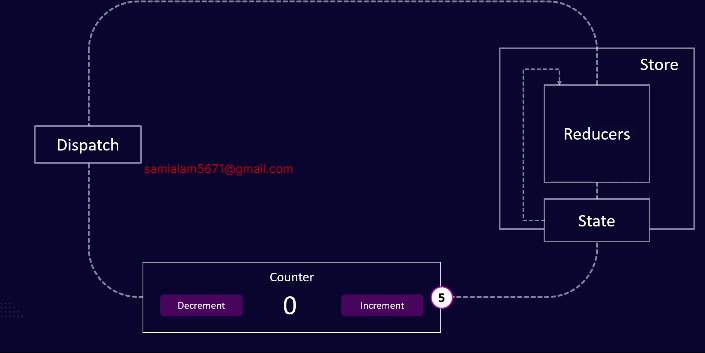 Store
Reducers
Dispatch
samialam5671@gmail.com
State
Counter
Decrement
0
Increment
5